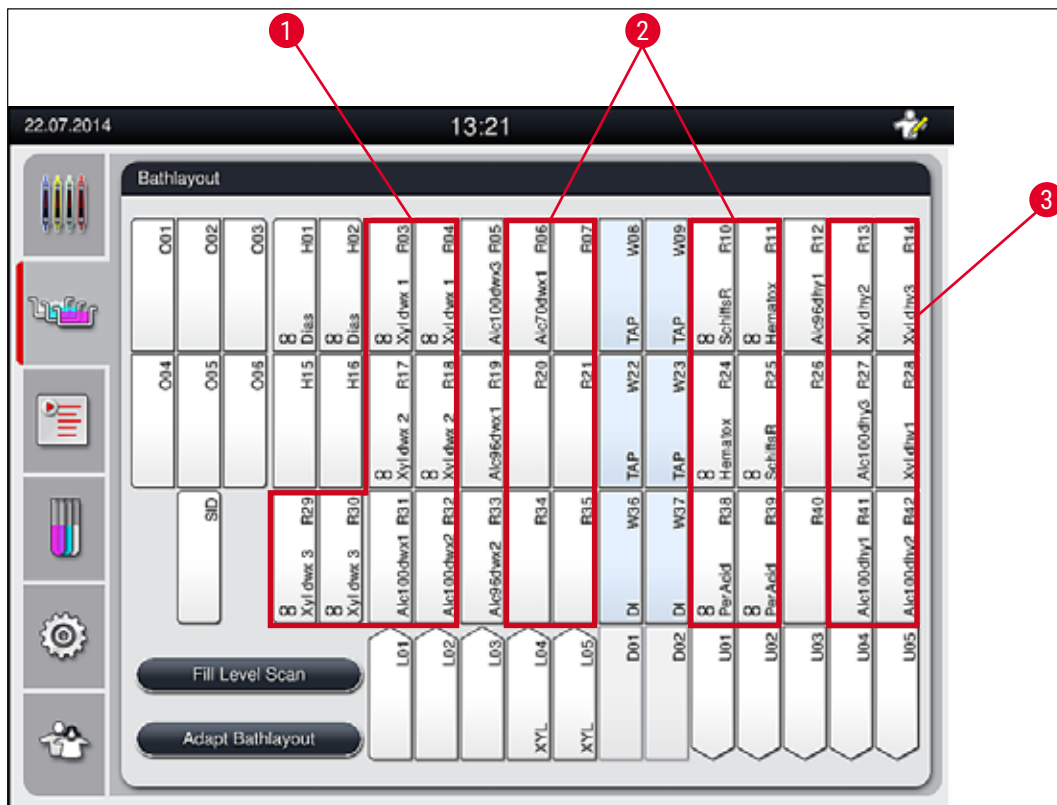 1
2
22.07.2014
13:21
3
Bathlayout
O01
O02
O03
H01
Dias
H02
Dias
R03
Xyl dwx 1
R04
Xyl dwx 1
Alc100dwx3 R05
Alc70dwx1 R06
R07
TAP W08
TAP W09
SchiffsR R10
Hematox R11
Alc96dhy1 R12
Xyl dhy2 R13
Xyl dhy3 R14
O04
O05
O06
H15
H16
Xyl dwx 2 R17
Xyl dwx 2 R18
Alc96dwx1 R19
R20
R21
TAP W22
TAP W23
Hematox R24
SchiffsR R25
R26
Alc100dhy3 R27
Xyl dhy1 R28
SID
Xyl dwx 3 R29
Xyl dwx 3 R30
Alc100dwx1 R31
Alc100dwx2 R32
Alc96dwx2 R33
R34
R35
DI W36
DI W37
PerAcid R38
PerAcid R39
R40
Alc100dhy1 R41
Alc100dhy2 R42
L01
L02
L03
XYL L04
XYL L05
D01
D02
U01
U02
U03
U04
U05
Fill Level Scan
Adapt Bathlayout